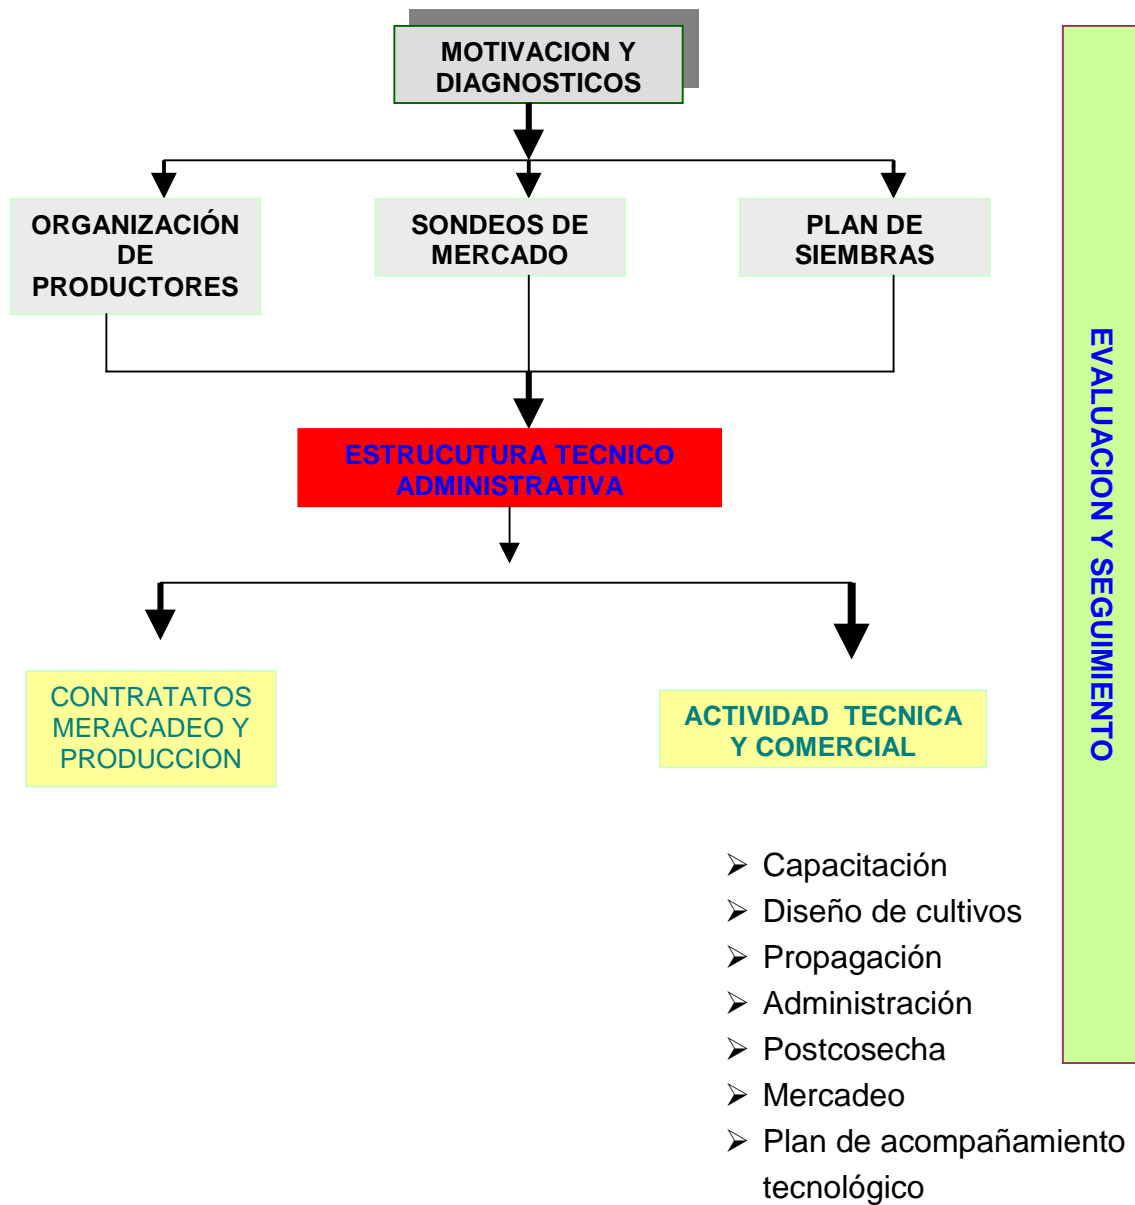 MOTIVACION Y
DIAGNOSTICOS
ORGANIZACIÓN
DE
PRODUCTORES
SONDEOS DE
MERCADO
PLAN DE
SIEMBRAS
ESTRUCUTURA TECNICO
ADMINISTRATIVA
CONTRATATOS
MERACADEO Y
PRODUCCION
ACTIVIDAD  TECNICA
Y COMERCIAL
➢ Capacitación
➢ Diseño de cultivos
➢ Propagación
➢ Administración
➢ Postcosecha
➢ Mercadeo
➢ Plan de acompañamiento
tecnológico
EVALUACION Y SEGUIMIENTO